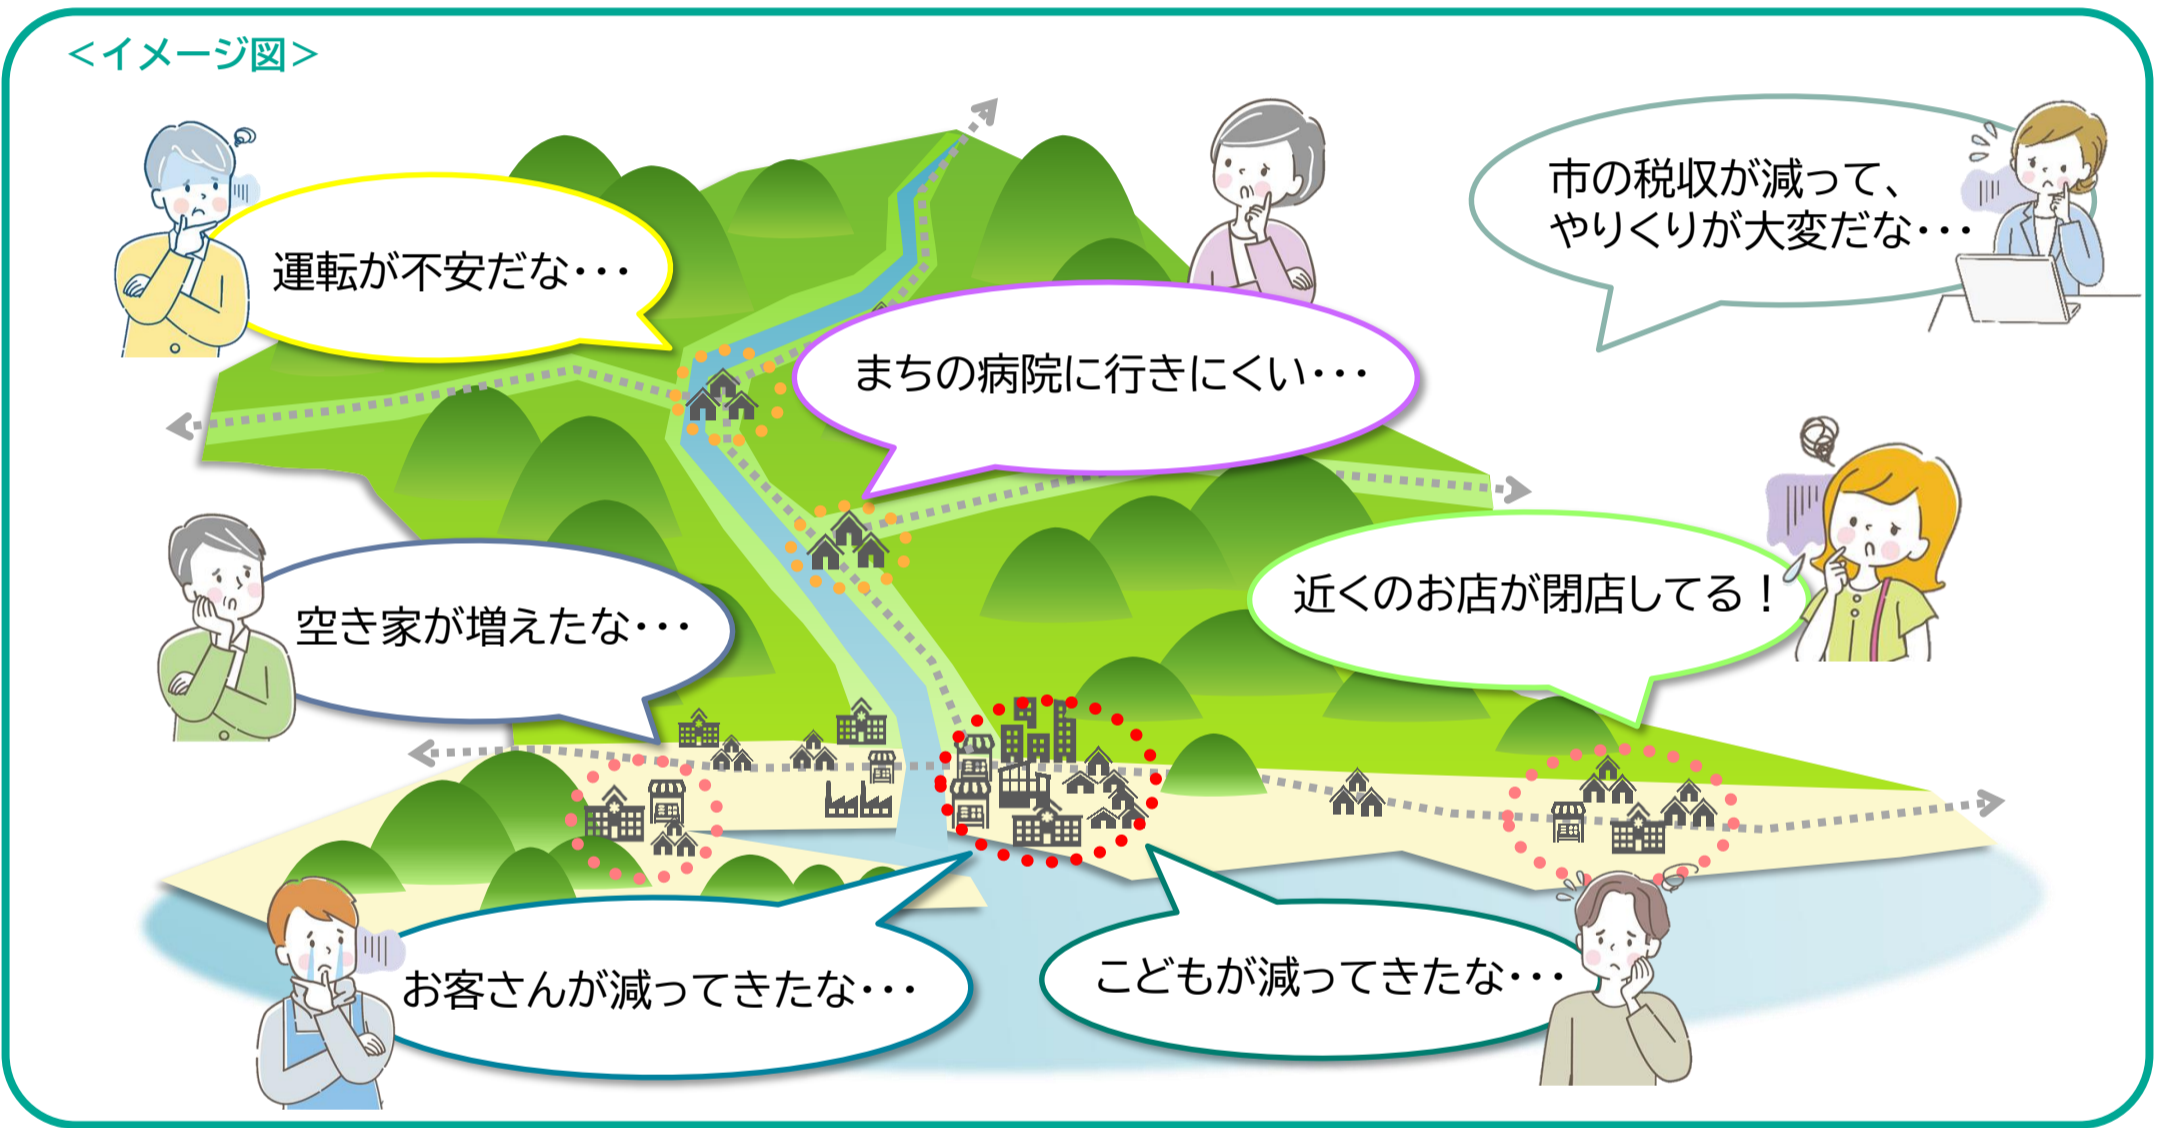 ＜イメージ図＞
運転が不安だな・・・
市の税収が減って、
やりくりが大変だな・・・
まちの病院に行きにくい・・・
空き家が増えたな・・・
近くのお店が閉店してる！
お客さんが減ってきたな・・・
こどもが減ってきたな・・・